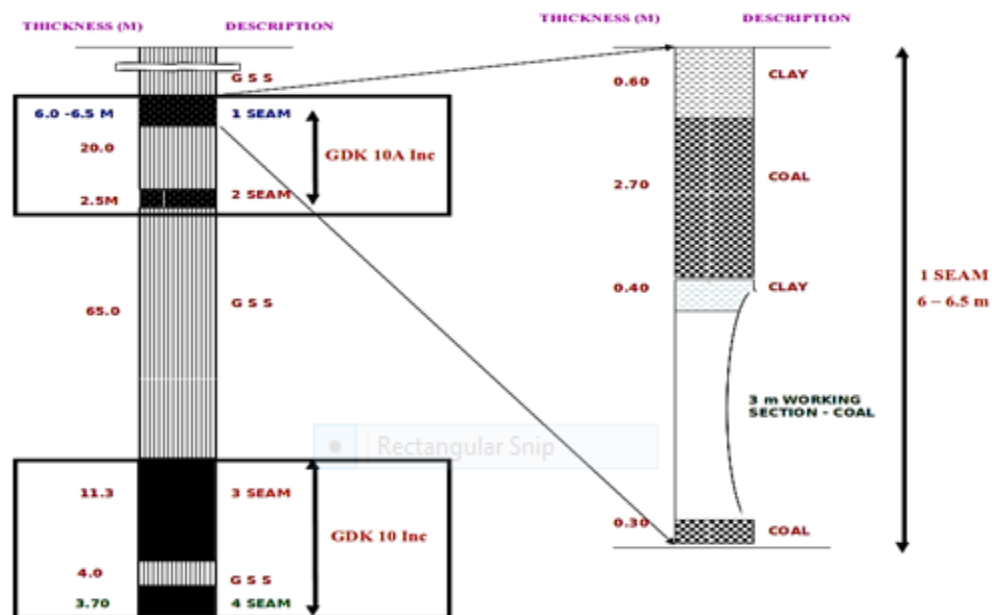 THICKNESS (M) DESCRIPTION
G S S
6.0 -6.5 M 1 SEAM
20.0
GDK 10A Inc
2.5M 2 SEAM
65.0 G S S
11.3 3 SEAM
GDK 10 Inc
4.0 G S S
3.70 4 SEAM
THICKNESS (M) DESCRIPTION
0.60 CLAY
2.70 COAL
0.40 CLAY
1 SEAM
6 – 6.5 m
3 m WORKING
SECTION - COAL
0.30 COAL
Rectangular Snip